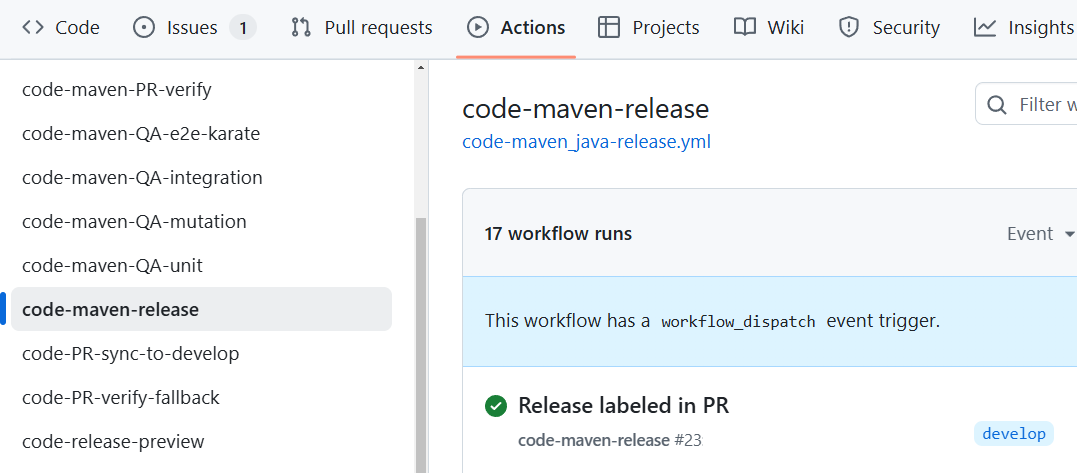 Code Issues 1 Pull requests Actions Projects Wiki Security Insights
code-maven-PR-verify
code-maven-QA-e2e-karate
code-maven-QA-integration
code-maven-QA-mutation
code-maven-QA-unit
code-maven-release
code-PR-sync-to-develop
code-PR-verify-fallback
code-release-preview
code-maven-release
Filter w
code-maven_java-release.yml
17 workflow runs
Event
This workflow has a workflow_dispatch event trigger.
Release labeled in PR
code-maven-release #23
develop